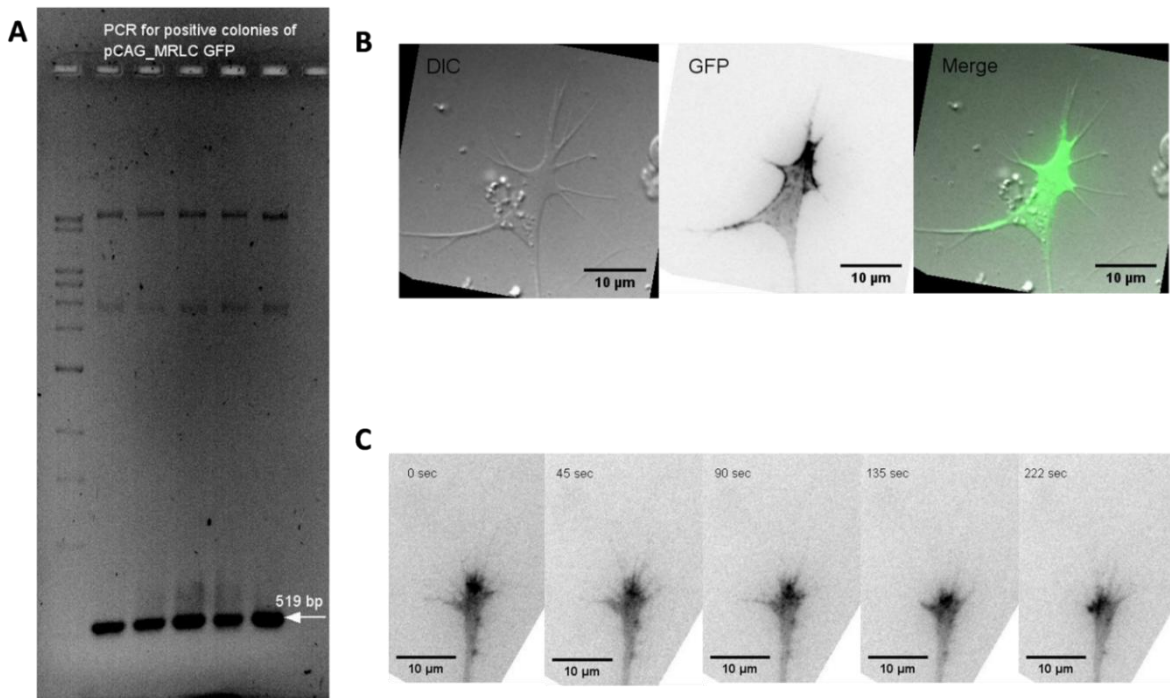 A
PCR for positive colonies of
pCAG_MRLC GFP
519 bp
B
DIC
GFP
Merge
10 µm
10 µm
10 µm
C
0 sec
45 sec
90 sec
135 sec
222 sec
10 µm
10 µm
10 µm
10 µm
10 µm